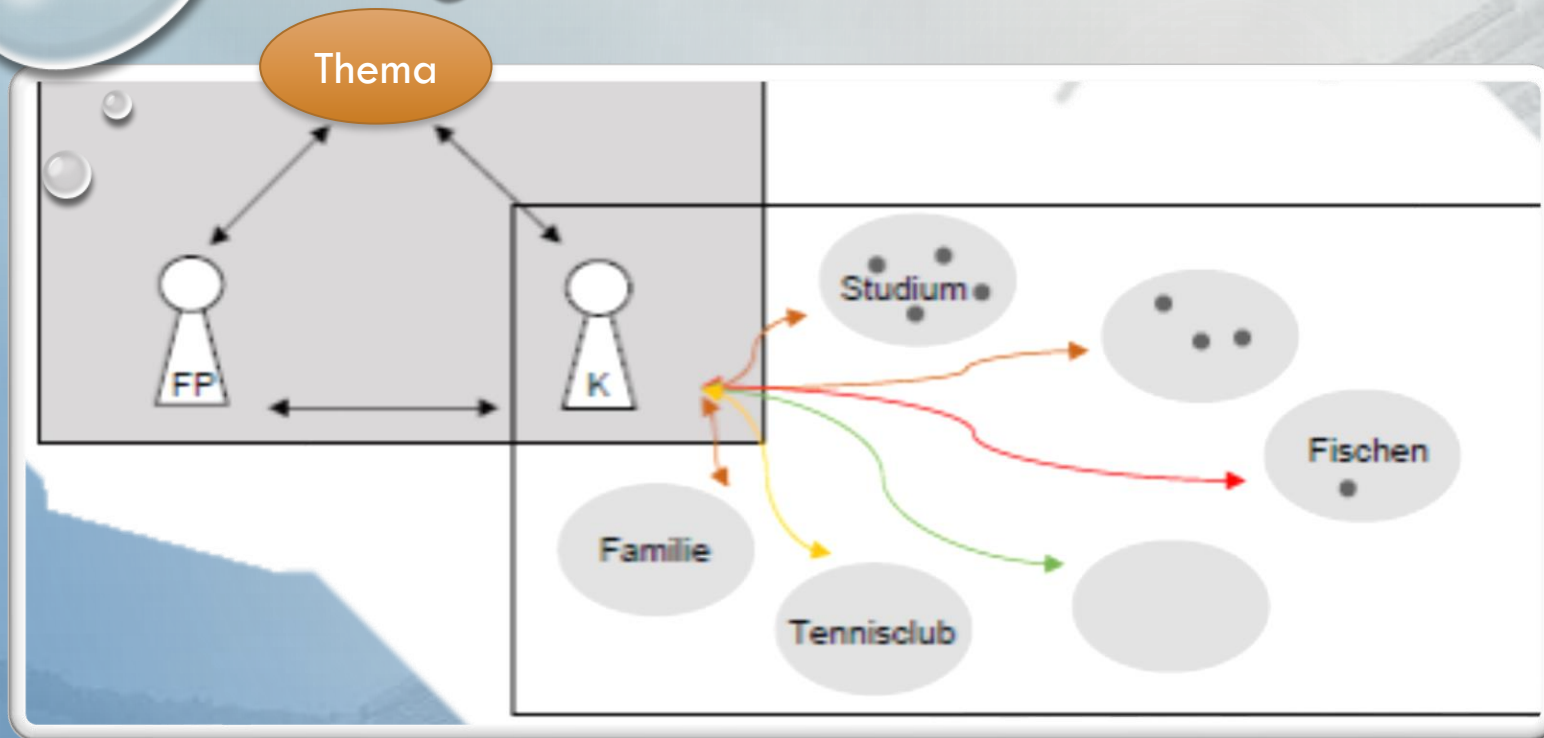 Thema
Studium
FP
K
Fischen
Familie
Tennisclub